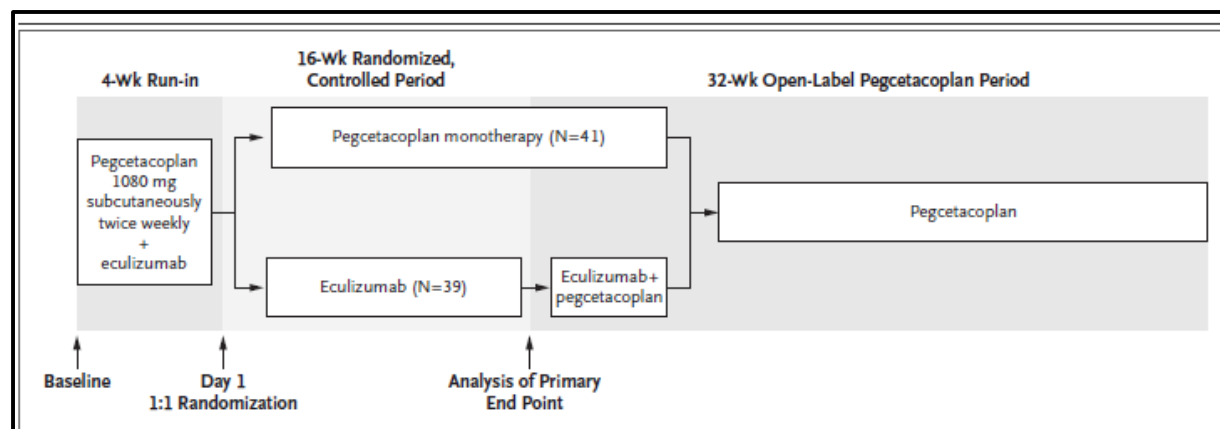 16-Wk Randomized,
4-Wk Run-in
Controlled Period
32-Wk Open-Label Pegcetacoplan Period
Pegcetacoplan
1080 mg
subcutaneously
twice weekly
+
eculizumab
Pegcetacoplan monotherapy (N=41)
Eculizumab (N=39)
Eculizumab+
pegcetacoplan
Pegcetacoplan
Baseline
Day 1
1:1 Randomization
Analysis of Primary
End Point